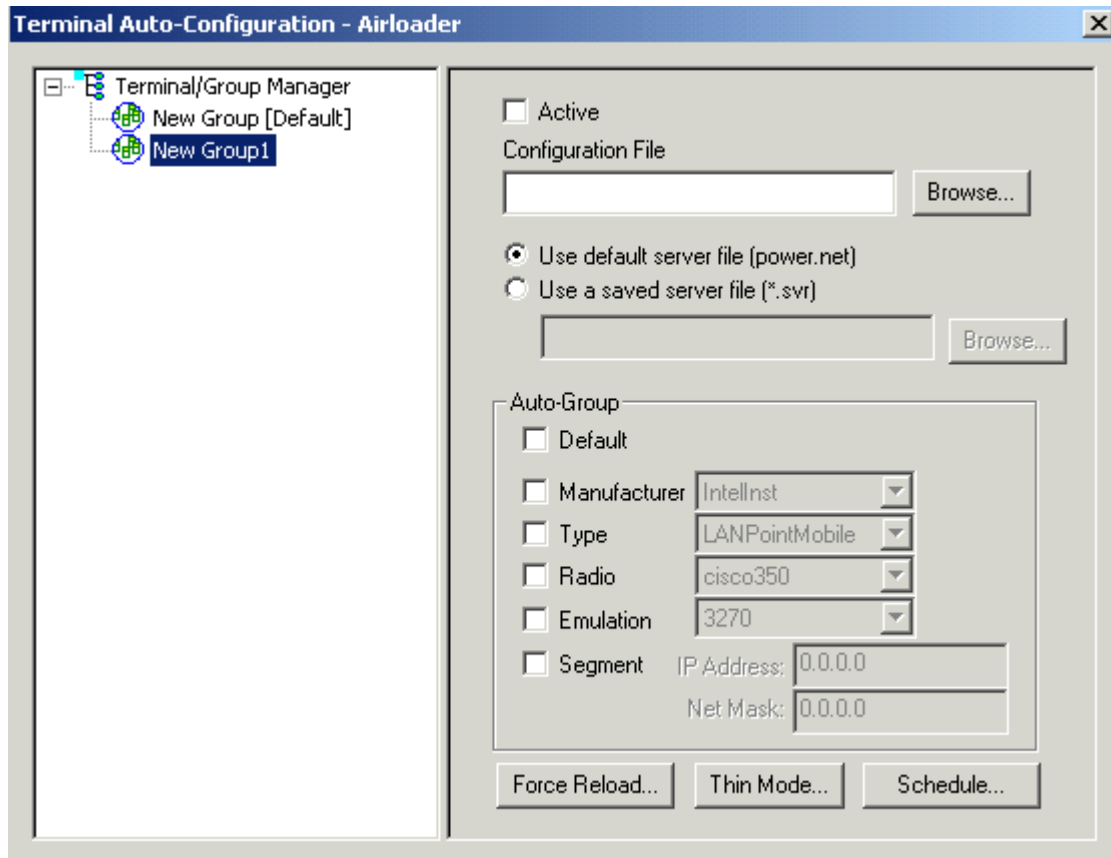 Terminal Auto-Configuration - Airloader
Terminal/Group Manager
New Group [Default]
New Group1
Active
Configuration File
Browse...
Use default server file (power.net)
Use a saved server file (*.svr)
Browse...
Auto-Group
Default
Manufacturer IntelInst
Type LANPointMobile
Radio cisco350
Emulation 3270
Segment IP Address: 0.0.0.0
Net Mask: 0.0.0.0
Force Reload... Thin Mode... Schedule...